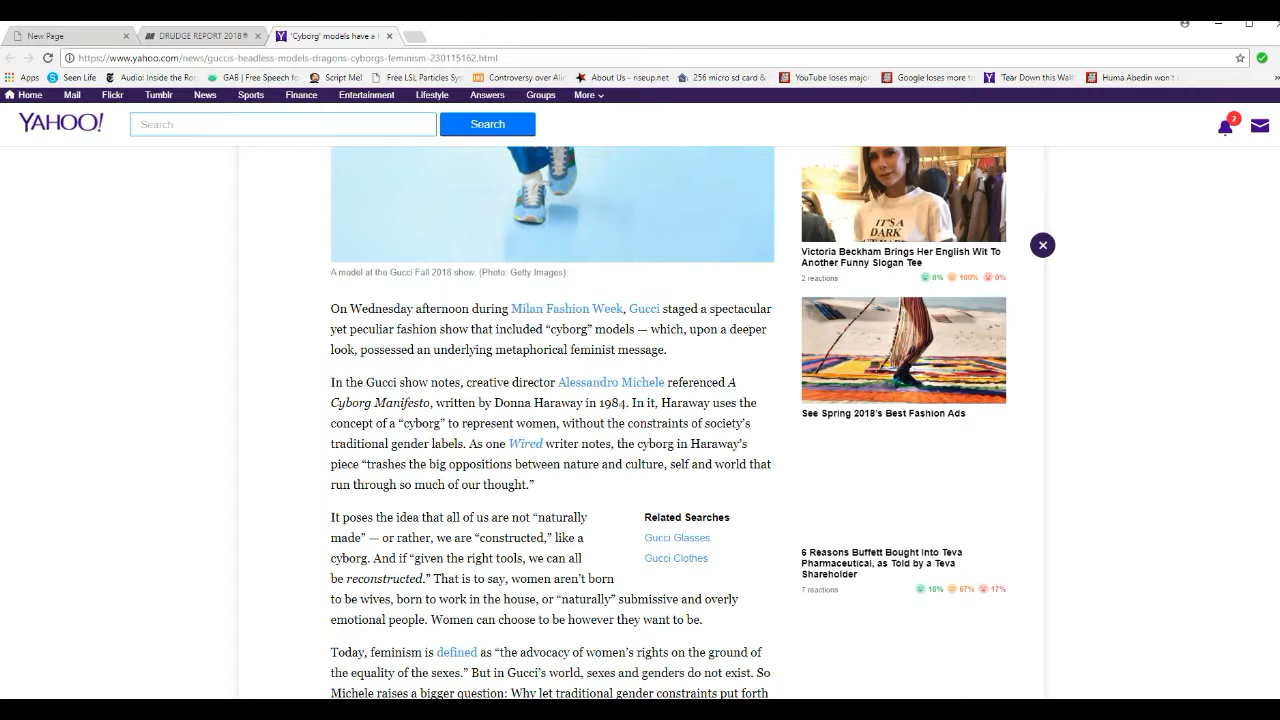 New Page
DRUDGE REPORT 2018®
'Cyborg' models have a
https://www.yahoo.com/news/guccis-headless-models-dragons-cyborgs-feminism-230115162.html
Apps Seen Life Audio: Inside the Ro GAB | Free Speech fo Script Me! Free LSL Particles Sy Controversy over Ali About Us - riseup.net 256 micro sd card & YouTube loses major Google loses more t Tear Down this Wall Huma Abedin won't
Home Mail Flickr Tumblr News Sports Finance Entertainment Lifestyle Answers Groups More
YAHOO!
Search
Search
2
A model at the Gucci Fall 2018 show. (Photo: Getty Images)
On Wednesday afternoon during Milan Fashion Week, Gucci staged a spectacular
yet peculiar fashion show that included “cyborg” models — which, upon a deeper
look, possessed an underlying metaphorical feminist message.
In the Gucci show notes, creative director Alessandro Michele referenced A
Cyborg Manifesto, written by Donna Haraway in 1984. In it, Haraway uses the
concept of a “cyborg” to represent women, without the constraints of society’s
traditional gender labels. As one Wired writer notes, the cyborg in Haraway’s
piece “trashes the big oppositions between nature and culture, self and world that
run through so much of our thought.”
It poses the idea that all of us are not “naturally
made” — or rather, we are “constructed,” like a
cyborg. And if “given the right tools, we can all
be reconstructed.” That is to say, women aren’t born
to be wives, born to work in the house, or “naturally” submissive and overly
emotional people. Women can choose to be however they want to be.
Related Searches
Gucci Glasses
Gucci Clothes
Today, feminism is defined as “the advocacy of women’s rights on the ground of
the equality of the sexes.” But in Gucci’s world, sexes and genders do not exist. So
Michele raises a bigger question: Why let traditional gender constraints put forth
IT'S A
DARK
Victoria Beckham Brings Her English Wit To
Another Funny Slogan Tee
2 reactions 0% 100% 0%
See Spring 2018's Best Fashion Ads
6 Reasons Buffett Bought Into Teva
Pharmaceutical, as Told by a Teva
Shareholder
7 reactions 16% 67% 17%